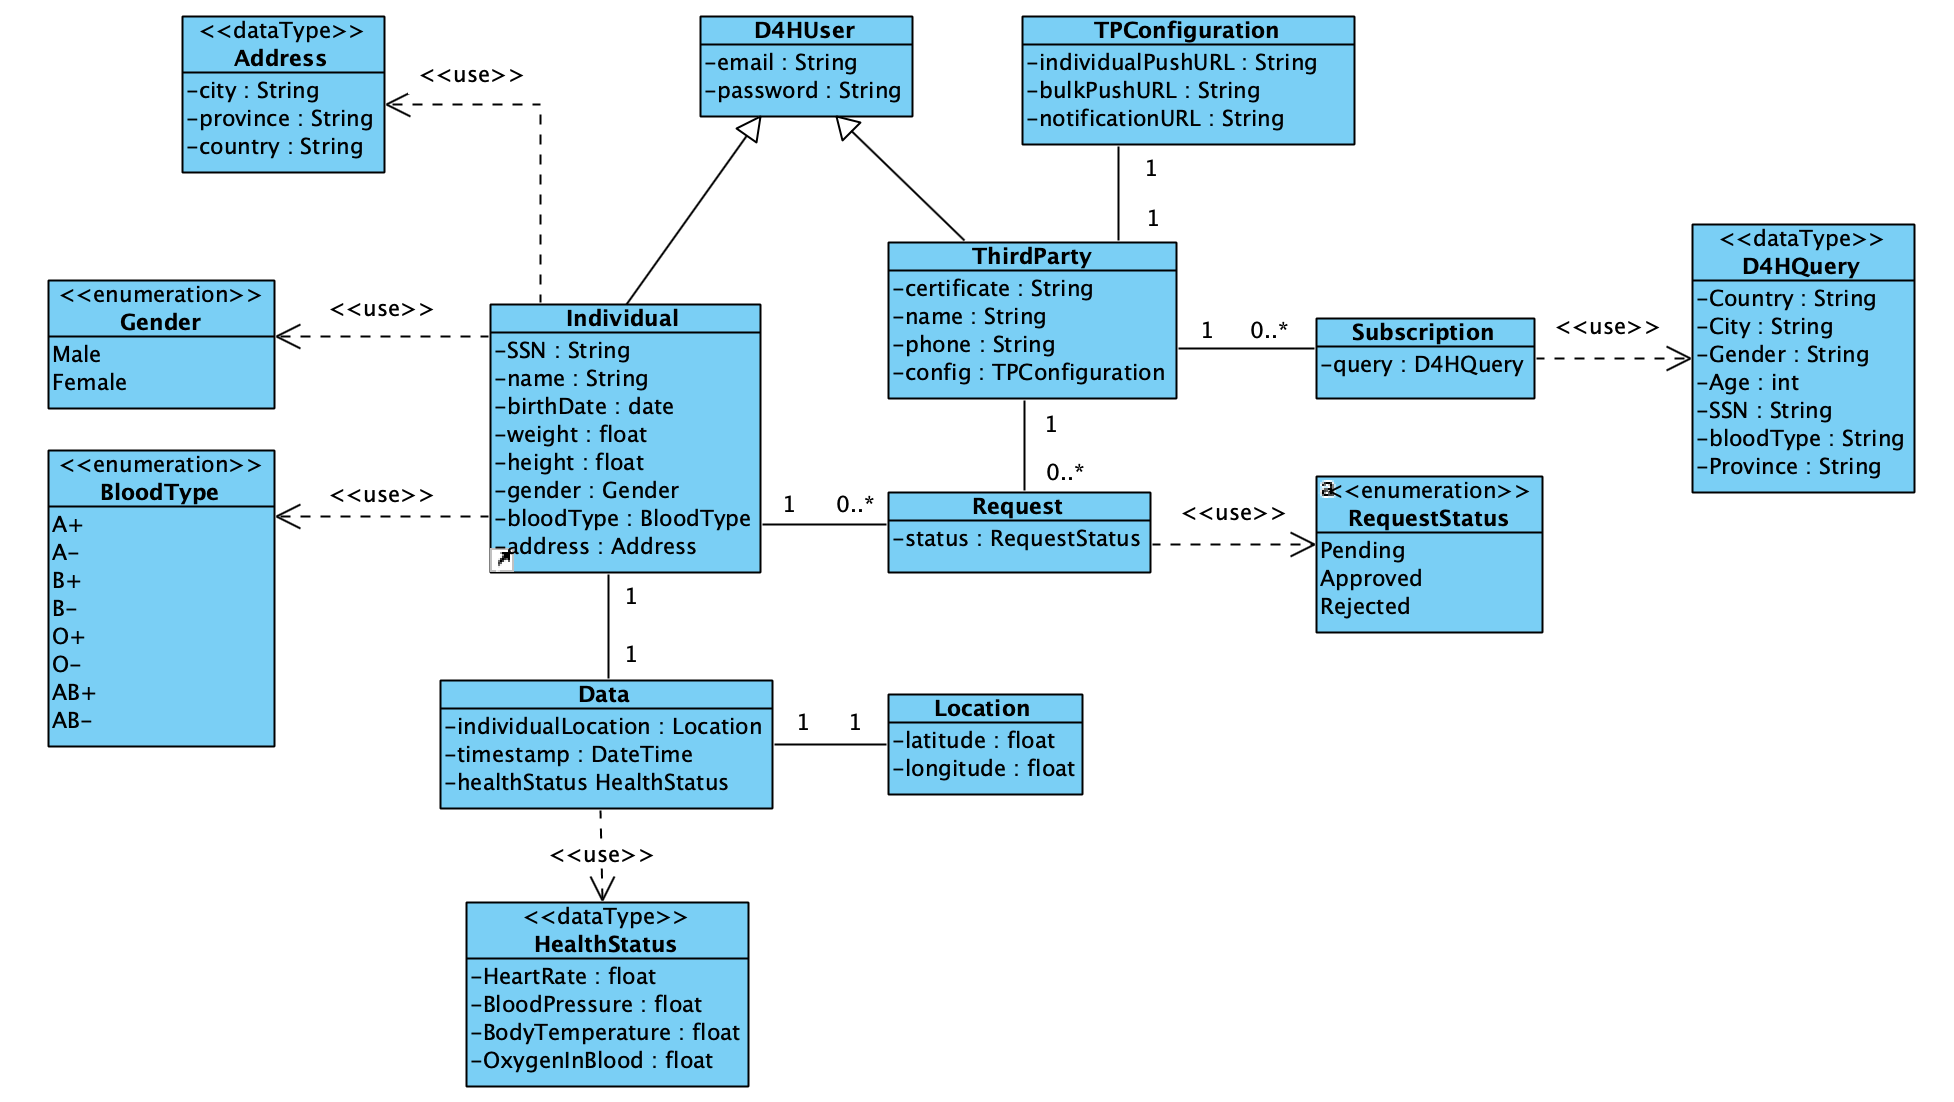 <<dataType>>
Address
-city : String
-province : String
-country : String
<<use>>
D4HUser
-email : String
-password : String
TPConfiguration
-individualPushURL : String
-bulkPushURL : String
-notificationURL : String
1
1
<<enumeration>>
Gender
Male
Female
<<use>>
<<enumeration>>
BloodType
A+
A-
B+
B-
O+
O-
AB+
AB-
<<use>>
Individual
-SSN : String
-name : String
-birthDate : date
-weight : float
-height : float
-gender : Gender
-bloodType : BloodType
-address : Address
ThirdParty
-certificate : String
-name : String
-phone : String
-config : TPConfiguration
1
0..*
Subscription
-query : D4HQuery
<<use>>
<<dataType>>
D4HQuery
-Country : String
-City : String
-Gender : String
-Age : int
-SSN : String
-bloodType : String
-Province : String
1
0..*
1
0..*
Request
-status : RequestStatus
<<use>>
a
<<enumeration>>
RequestStatus
Pending
Approved
Rejected
1
1
Data
-individualLocation : Location
-timestamp : DateTime
-healthStatus HealthStatus
1
1
Location
-latitude : float
-longitude : float
<<use>>
<<dataType>>
HealthStatus
-HeartRate : float
-BloodPressure : float
-BodyTemperature : float
-OxygenInBlood : float